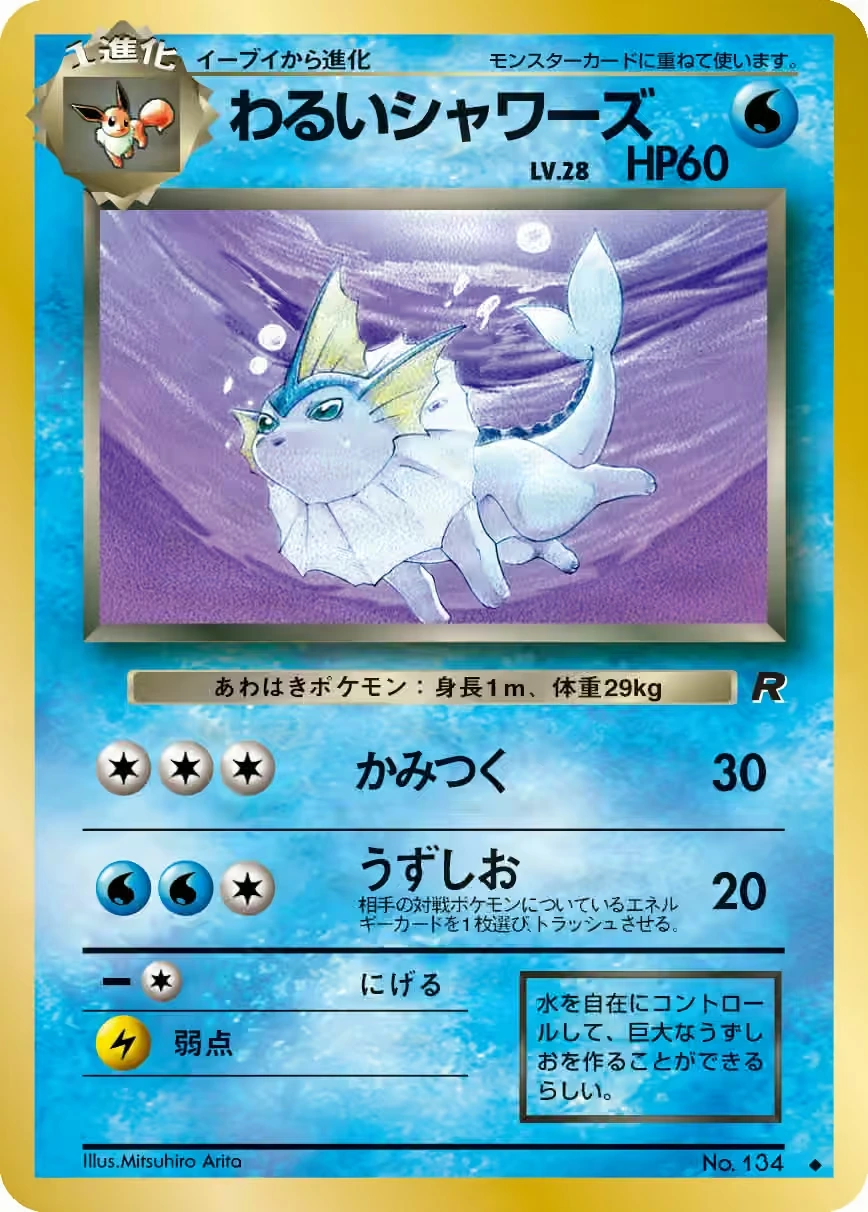 1進化
イーブイから進化
モンスターカードに重ねて使います。
わるいシャワーズ
LV.28 HP60
あわはきポケモン：身長1m、体重29kg
R
かみつく 30
うずしお 20
相手の対戦ポケモンについているエネル
ギーカードを1枚選び、トラッシュさせる。
− にげる
弱点
水を自在にコントロー
ルして、巨大なうずし
おを作ることができる
らしい。
Illus.Mitsuhiro Arita
No. 134